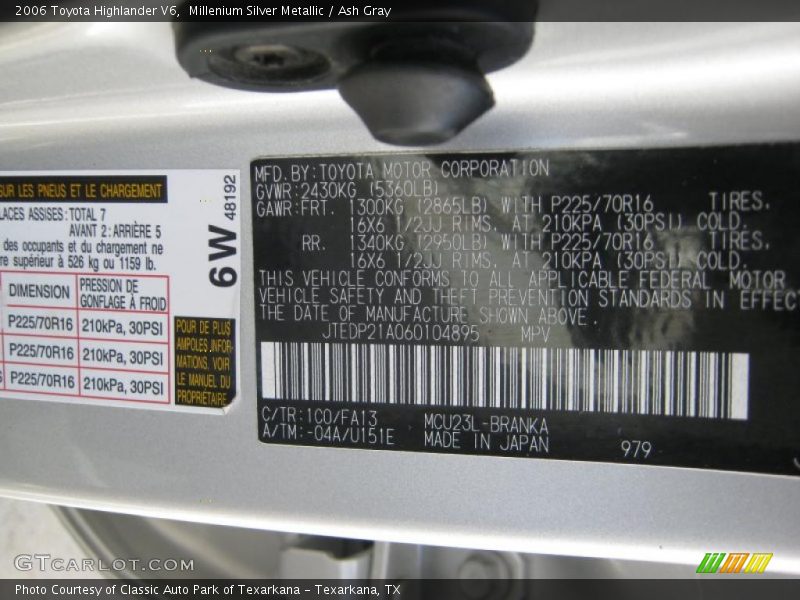 2006 Toyota Highlander V6, Millenium Silver Metallic / Ash Gray
SUR LES PNEUS ET LE CHARGEMENT
LACES ASSISES: TOTAL 7
AVANT 2: ARRIÈRE 5
des occupants et du chargement ne
re supérieur à 526 kg ou 1159 lb.
DIMENSION
PRESSION DE
GONFLAGE À FROID
P225/70R16 210kPa, 30PSI
P225/70R16 210kPa, 30PSI
P225/70R16 210kPa, 30PSI
POUR DE PLUS
AMPLES INFOR-
MATIONS, VOIR
LE MANUEL DU
PROPRIÉTAIRE
6W 48192
MFD. BY: TOYOTA MOTOR CORPORATION
GVWR: 2430KG (5360LB)
GAWR: FRT. 1300KG (2865LB) WITH P225/70R16 TIRES,
16X6 1/2JJ RIMS, AT 210KPA (30PSI) COLD.
RR. 1340KG (2950LB) WITH P225/70R16 TIRES,
16X6 1/2JJ RIMS, AT 210KPA (30PSI) COLD.
THIS VEHICLE CONFORMS TO ALL APPLICABLE FEDERAL MOTOR
VEHICLE SAFETY AND THEFT PREVENTION STANDARDS IN EFFECT
THE DATE OF MANUFACTURE SHOWN ABOVE.
JTEDP21A060104895 MPV
C/TR: 1C0/FA13 MCU23L-BRANKA
A/TM: -04A/U151E MADE IN JAPAN 979
GTCARLOT.COM
Photo Courtesy of Classic Auto Park of Texarkana - Texarkana, TX